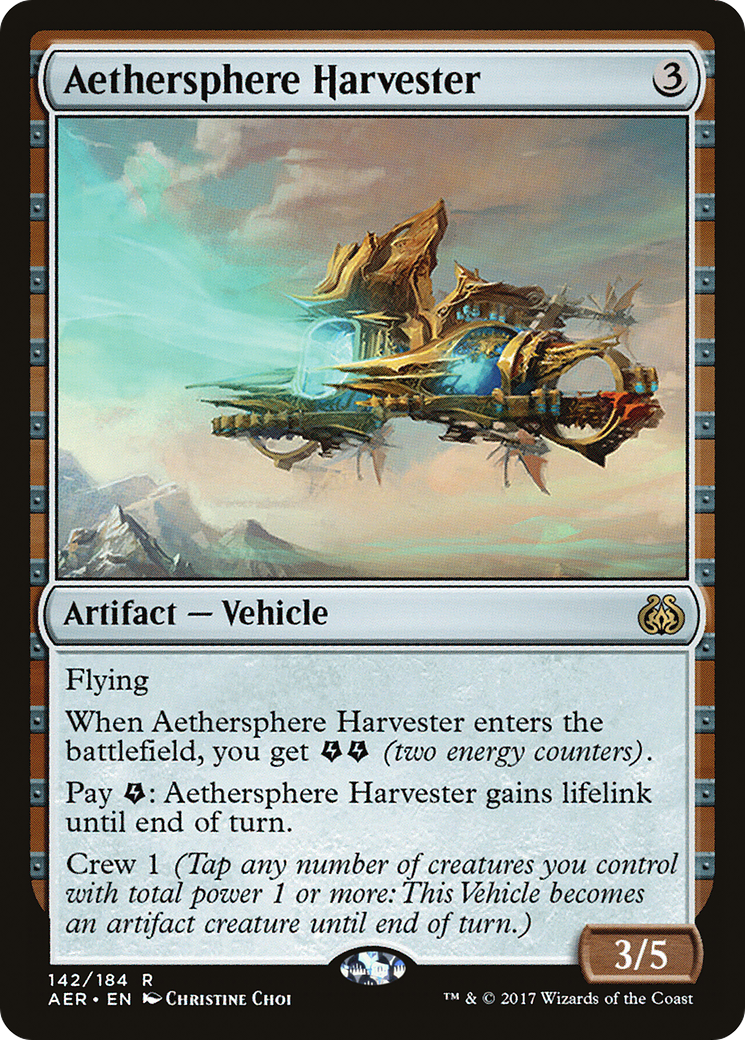 Aethersphere Harvester 3
Artifact — Vehicle
Flying
When Aethersphere Harvester enters the
battlefield, you get ⚡⚡ (two energy counters).
Pay ⚡: Aethersphere Harvester gains lifelink
until end of turn.
Crew 1 (Tap any number of creatures you control
with total power 1 or more: This Vehicle becomes
an artifact creature until end of turn.)
3/5
142/184 R
AER • EN Christine Choi
™ & © 2017 Wizards of the Coast